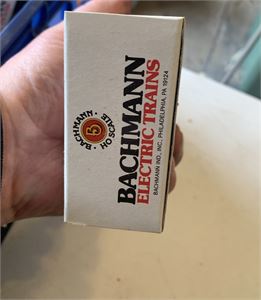 BACHMANN
B
HO SCALE
BACHMANN
ELECTRIC TRAINS
BACHMANN IND., INC., PHILADELPHIA, PA 19124